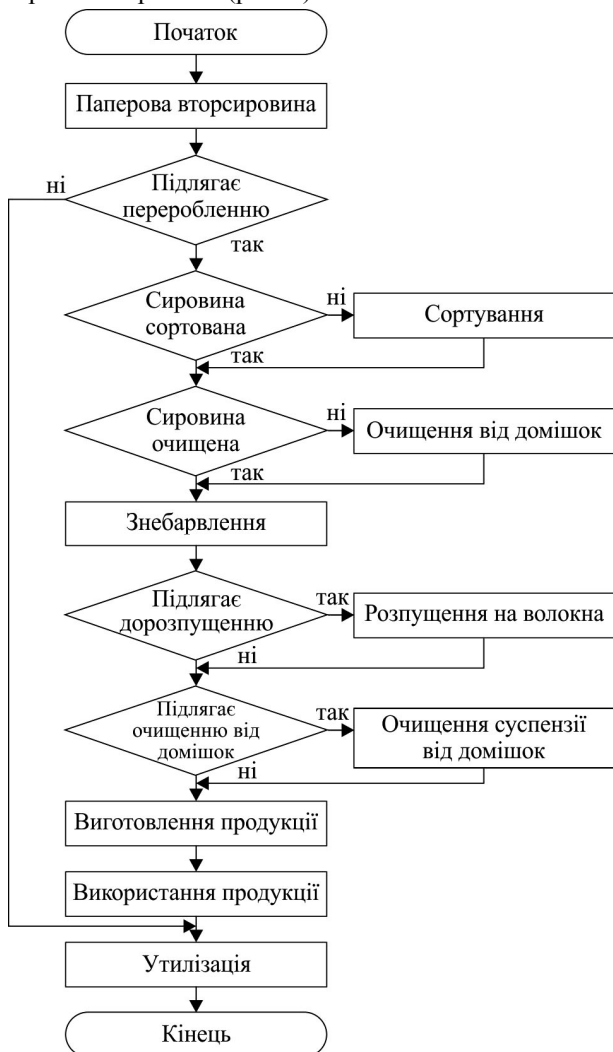 Початок
Паперова вторсировина
ні
Підлягає
переробленню
так
Сировина
сортована
ні
Сортування
так
Сировина
очищена
ні
Очищення від домішок
так
Знебарвлення
Підлягає
дорозпущенню
так
Розпущення на волокна
ні
Підлягає
очищенню від
домішок
так
Очищення суспензії
від домішок
ні
Виготовлення продукції
Використання продукції
Утилізація
Кінець